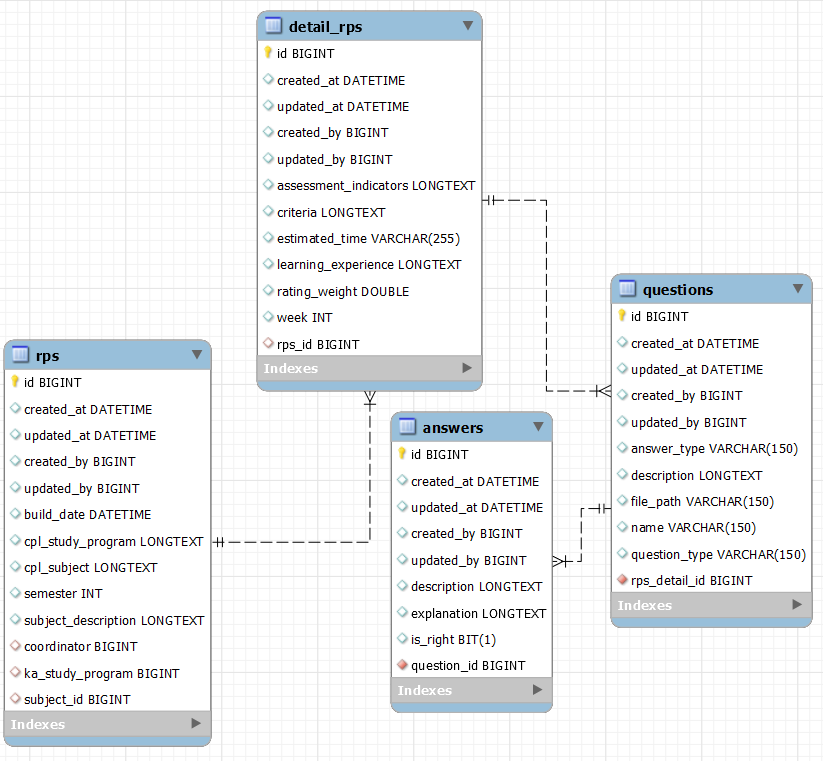 detail_rps
id BIGINT
created_at DATETIME
updated_at DATETIME
created_by BIGINT
updated_by BIGINT
assessment_indicators LONGTEXT
criteria LONGTEXT
estimated_time VARCHAR(255)
learning_experience LONGTEXT
rating_weight DOUBLE
week INT
rps_id BIGINT
Indexes
rps
id BIGINT
created_at DATETIME
updated_at DATETIME
created_by BIGINT
updated_by BIGINT
build_date DATETIME
cpl_study_program LONGTEXT
cpl_subject LONGTEXT
semester INT
subject_description LONGTEXT
coordinator BIGINT
ka_study_program BIGINT
subject_id BIGINT
Indexes
answers
id BIGINT
created_at DATETIME
updated_at DATETIME
created_by BIGINT
updated_by BIGINT
description LONGTEXT
explanation LONGTEXT
is_right BIT(1)
question_id BIGINT
Indexes
questions
id BIGINT
created_at DATETIME
updated_at DATETIME
created_by BIGINT
updated_by BIGINT
answer_type VARCHAR(150)
description LONGTEXT
file_path VARCHAR(150)
name VARCHAR(150)
question_type VARCHAR(150)
rps_detail_id BIGINT
Indexes